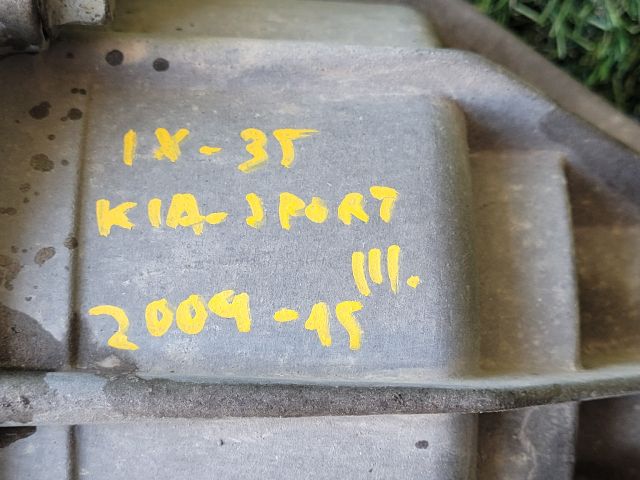 IX-35
KIA-SPORT
III.
2009-15